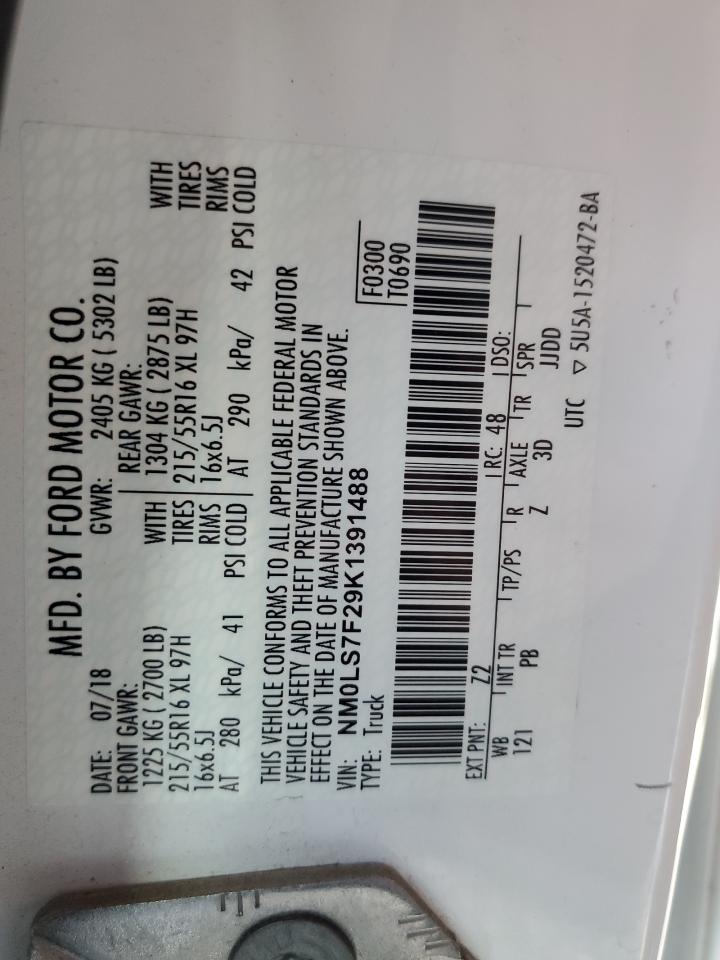 MFD. BY FORD MOTOR CO.
DATE: 07/18 GVWR: 2405 KG ( 5302 LB)
FRONT GAWR: REAR GAWR:
1225 KG ( 2700 LB) WITH 1304 KG ( 2875 LB) WITH
215/55R16 XL 97H TIRES 215/55R16 XL 97H TIRES
16x6.5J RIMS 16x6.5J RIMS
AT 280 kPa/ 41 PSI COLD AT 290 kPa/ 42 PSI COLD
THIS VEHICLE CONFORMS TO ALL APPLICABLE FEDERAL MOTOR
VEHICLE SAFETY AND THEFT PREVENTION STANDARDS IN
EFFECT ON THE DATE OF MANUFACTURE SHOWN ABOVE.
VIN: NM0LS7F29K1391488 F0300
TYPE: Truck T0690
EXT PNT: Z2 RC: 48 DSO:
WB INT TR TP/PS R AXLE TR SPR
121 PB Z 3D JJDD
UTC ▽ 5U5A-1520472-BA